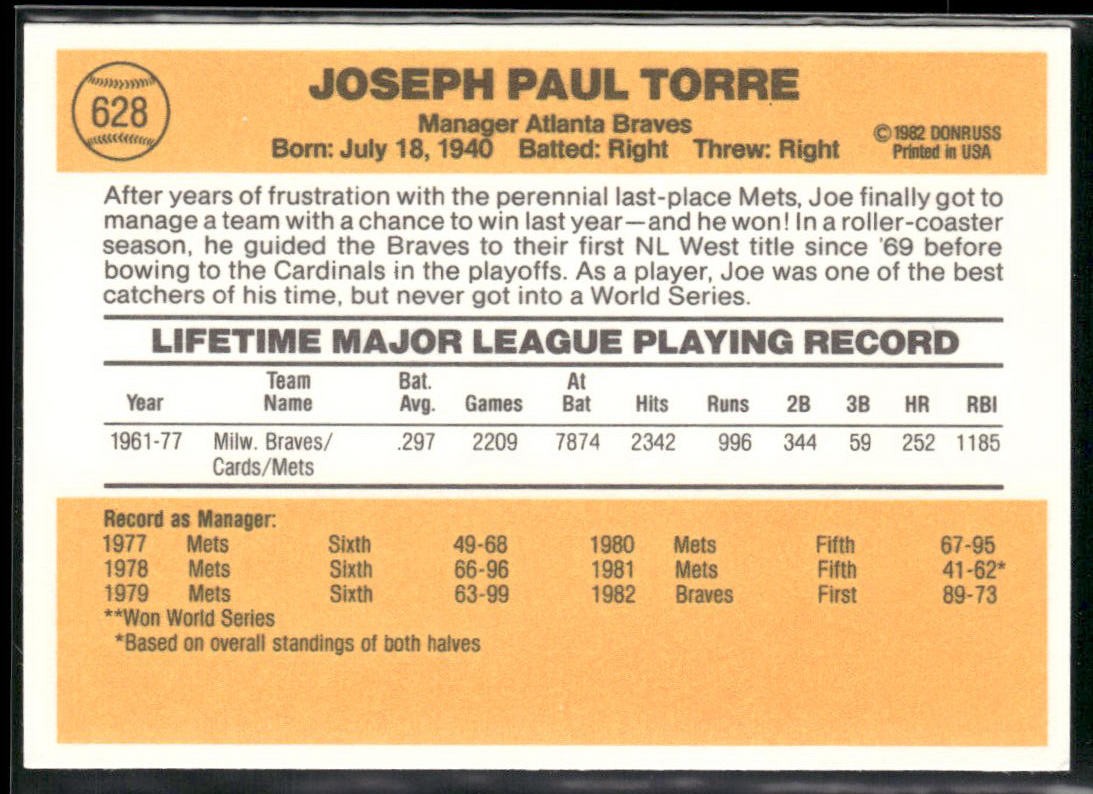 628
JOSEPH PAUL TORRE
Manager Atlanta Braves
Born: July 18, 1940 Batted: Right Threw: Right
© 1982 DONRUSS
Printed in USA
After years of frustration with the perennial last-place Mets, Joe finally got to
manage a team with a chance to win last year—and he won! In a roller-coaster
season, he guided the Braves to their first NL West title since '69 before
bowing to the Cardinals in the playoffs. As a player, Joe was one of the best
catchers of his time, but never got into a World Series.
LIFETIME MAJOR LEAGUE PLAYING RECORD
Year Team Name Bat. Avg. Games At Bat Hits Runs 2B 3B HR RBI
1961-77 Milw. Braves/ .297 2209 7874 2342 996 344 59 252 1185
Cards/Mets
Record as Manager:
1977 Mets Sixth 49-68 1980 Mets Fifth 67-95
1978 Mets Sixth 66-96 1981 Mets Fifth 41-62*
1979 Mets Sixth 63-99 1982 Braves First 89-73
**Won World Series
*Based on overall standings of both halves